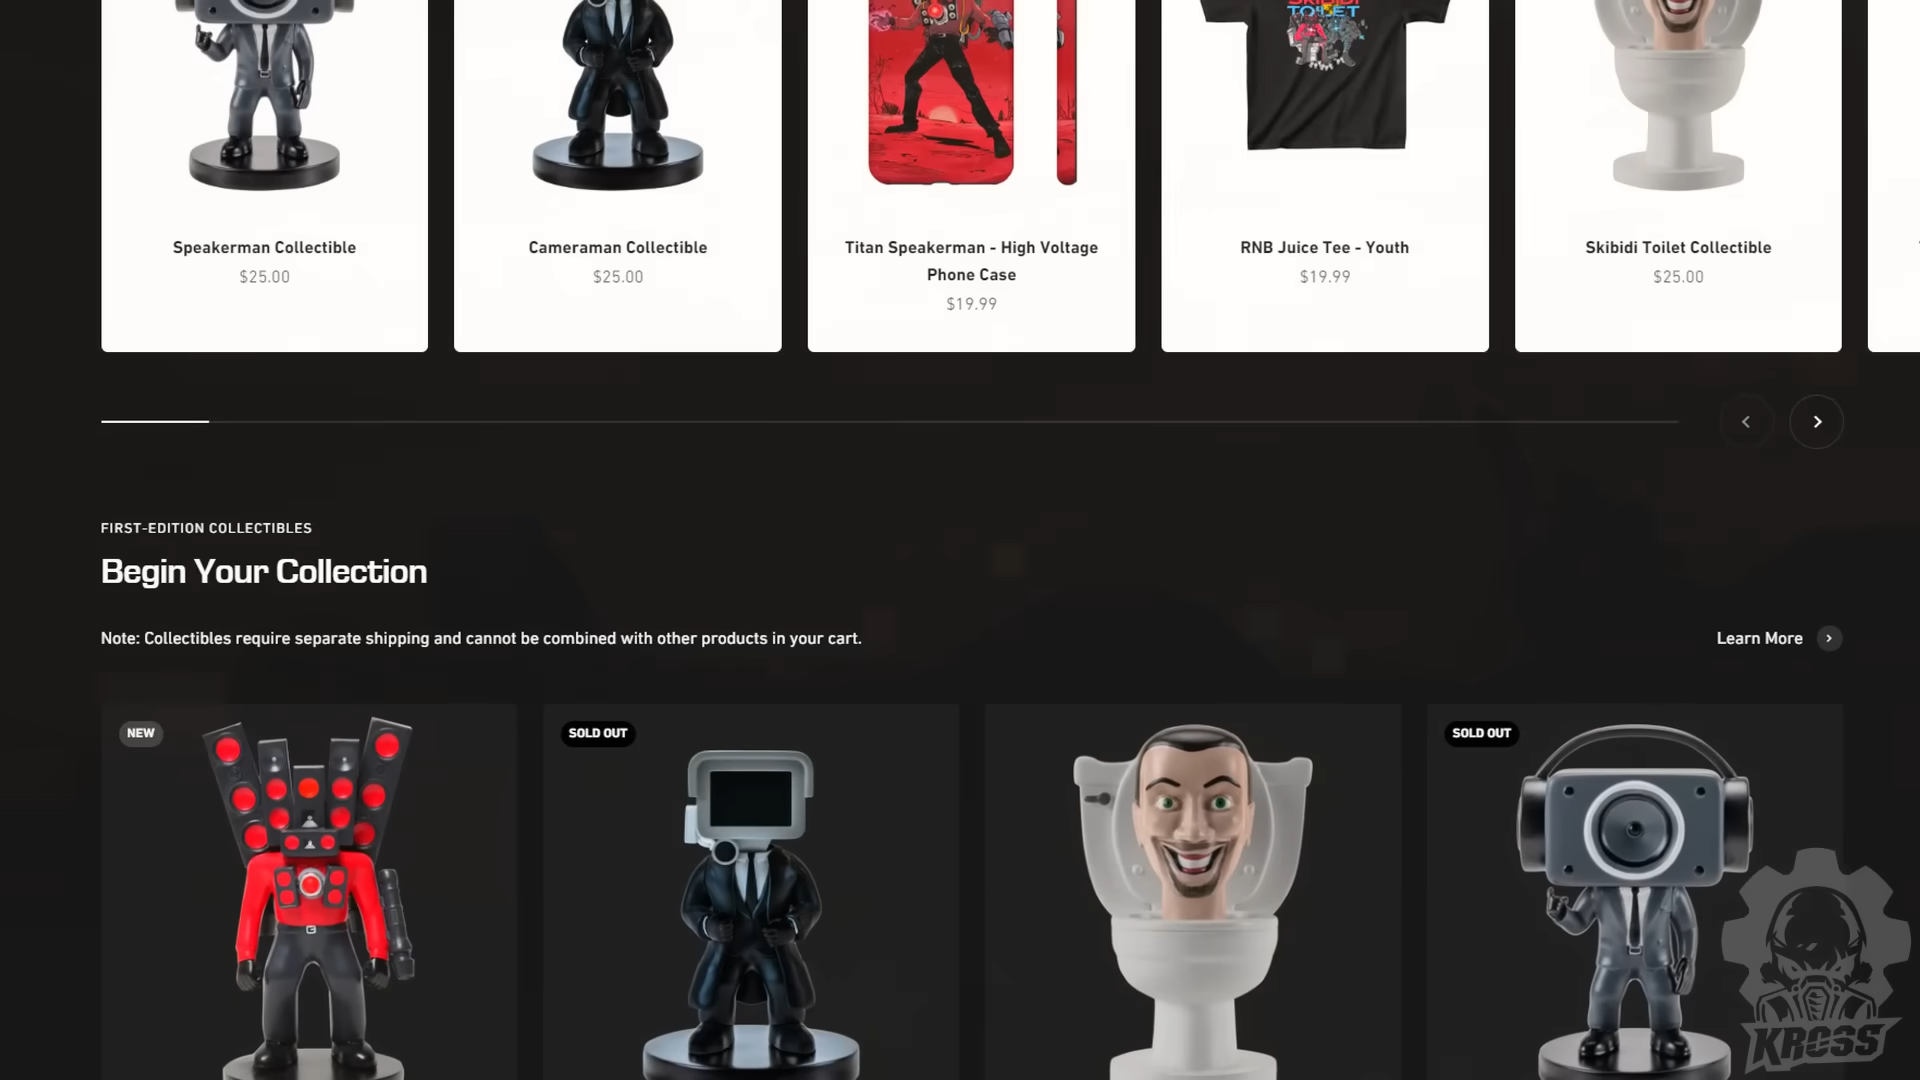 SKIBIDI
TOILET
Speakerman Collectible
$25.00
Cameraman Collectible
$25.00
Titan Speakerman - High Voltage
Phone Case
$19.99
RNB Juice Tee - Youth
$19.99
Skibidi Toilet Collectible
$25.00
FIRST-EDITION COLLECTIBLES
Begin Your Collection
Note: Collectibles require separate shipping and cannot be combined with other products in your cart.
Learn More
NEW
SOLD OUT
SOLD OUT
KROSS